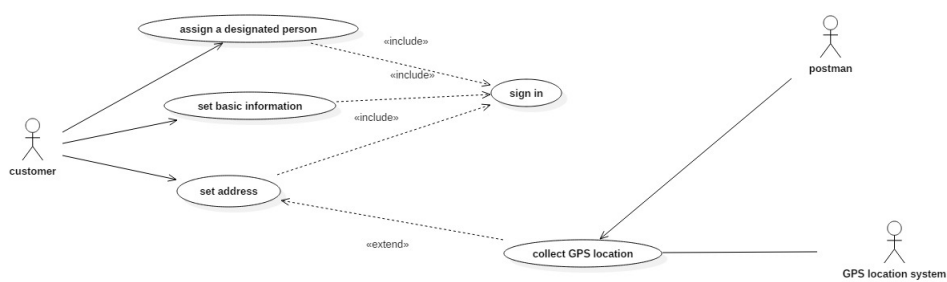 assign a designated person
«include»
postman
«include»
sign in
set basic information
«include»
customer
set address
«extend»
collect GPS location
GPS location system